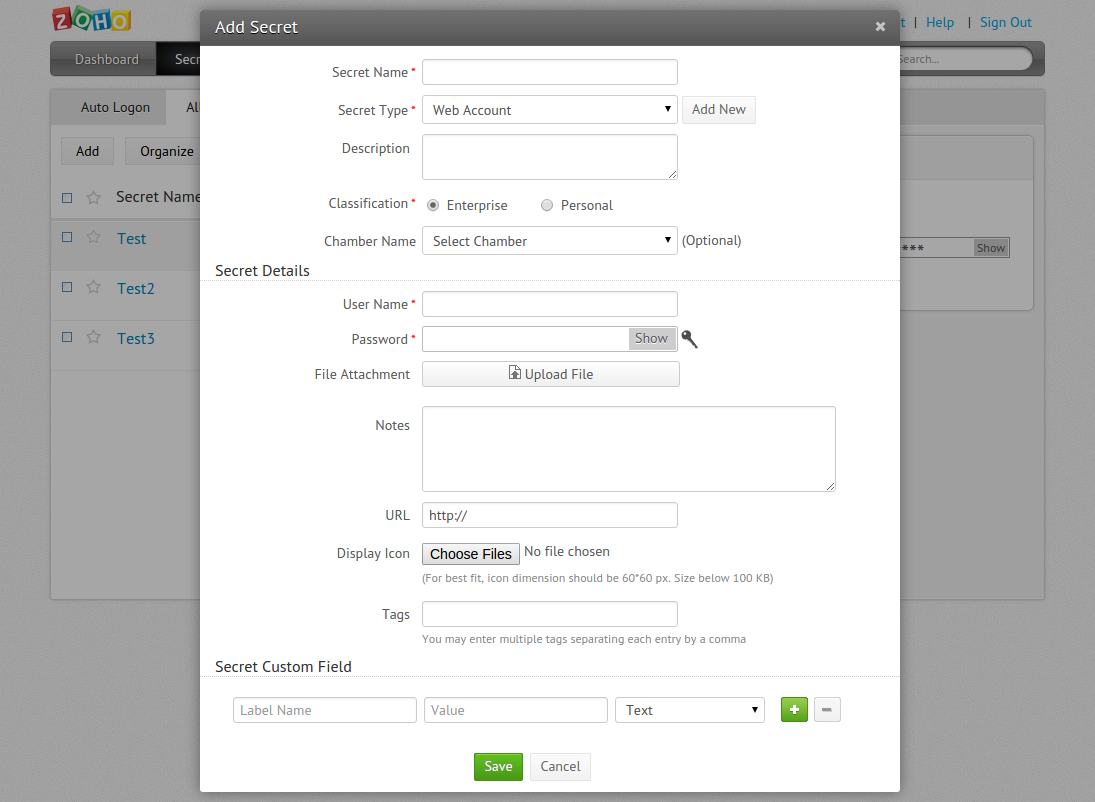 ZOHO
Help | Sign Out
Dashboard
Search...
Auto Logon
Add
Organize
Secret Name
Test
Test2
Test3
*** Show
Add Secret
Secret Name *
Secret Type * Web Account Add New
Description
Classification * Enterprise Personal
Chamber Name Select Chamber (Optional)
Secret Details
User Name *
Password * Show
File Attachment Upload File
Notes
URL http://
Display Icon Choose Files No file chosen
(For best fit, icon dimension should be 60*60 px. Size below 100 KB)
Tags
You may enter multiple tags separating each entry by a comma
Secret Custom Field
Label Name Value Text
Save Cancel